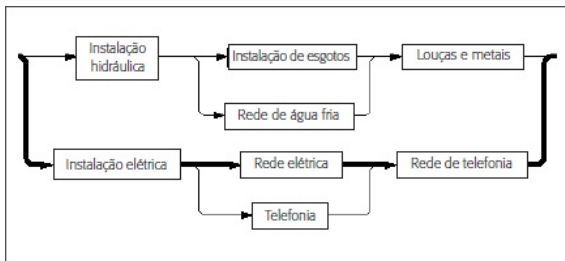 Instalação
hidráulica
Instalação de esgotos
Louças e metais
Rede de água fria
Instalação elétrica
Rede elétrica
Rede de telefonia
Telefonia